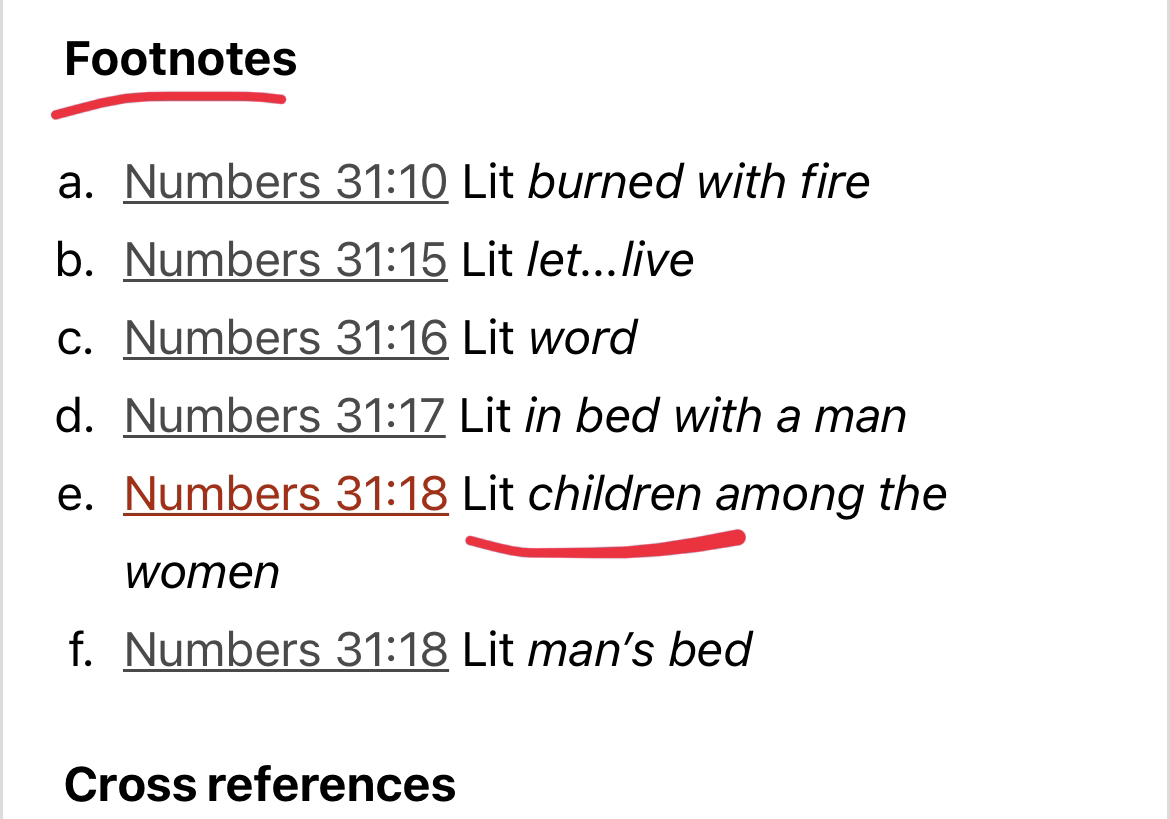 Footnotes
a. Numbers 31:10 Lit burned with fire
b. Numbers 31:15 Lit let...live
c. Numbers 31:16 Lit word
d. Numbers 31:17 Lit in bed with a man
e. Numbers 31:18 Lit children among the
women
f. Numbers 31:18 Lit man’s bed
Cross references